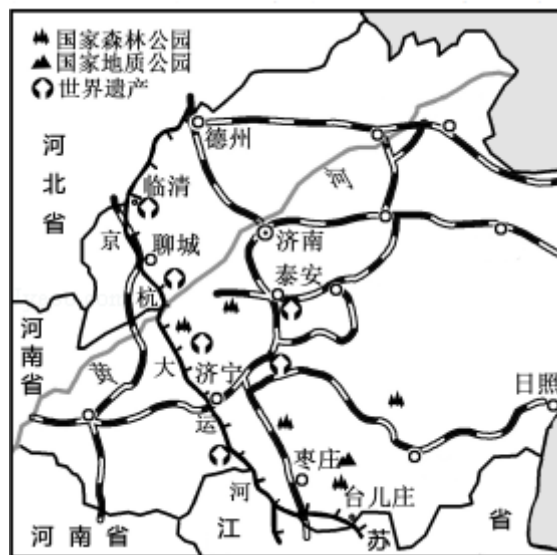 国家森林公园
国家地质公园
世界遗产
河北省
德州
临清
京杭大运河
聊城
黄河
济南
泰安
河南省
济宁
日照
枣庄
台儿庄
河南省
江苏省